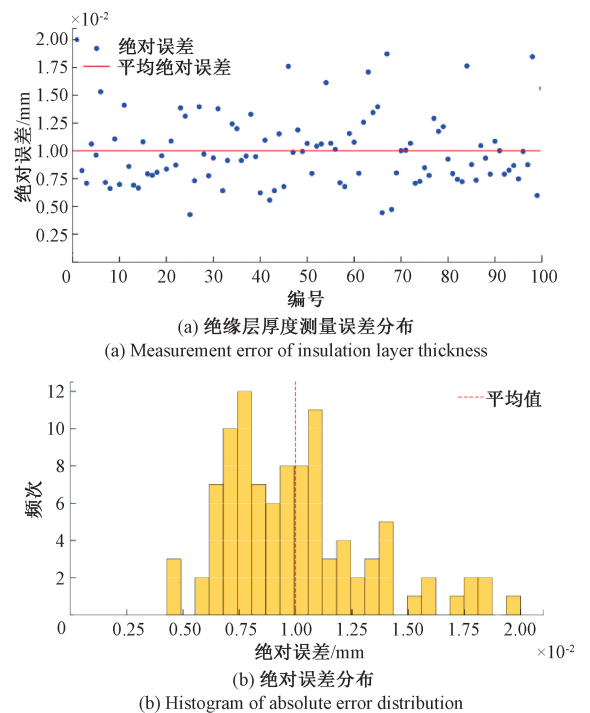 ×10⁻²
2.00
1.75
1.50
1.25
1.00
0.75
0.50
0.25
绝对误差/mm
绝对误差
平均绝对误差
0 10 20 30 40 50 60 70 80 90 100
编号
(a) 绝缘层厚度测量误差分布
(a) Measurement error of insulation layer thickness
12
10
8
6
4
2
频次
平均值
0 0.25 0.50 0.75 1.00 1.25 1.50 1.75 2.00
绝对误差/mm
×10⁻²
(b) 绝对误差分布
(b) Histogram of absolute error distribution